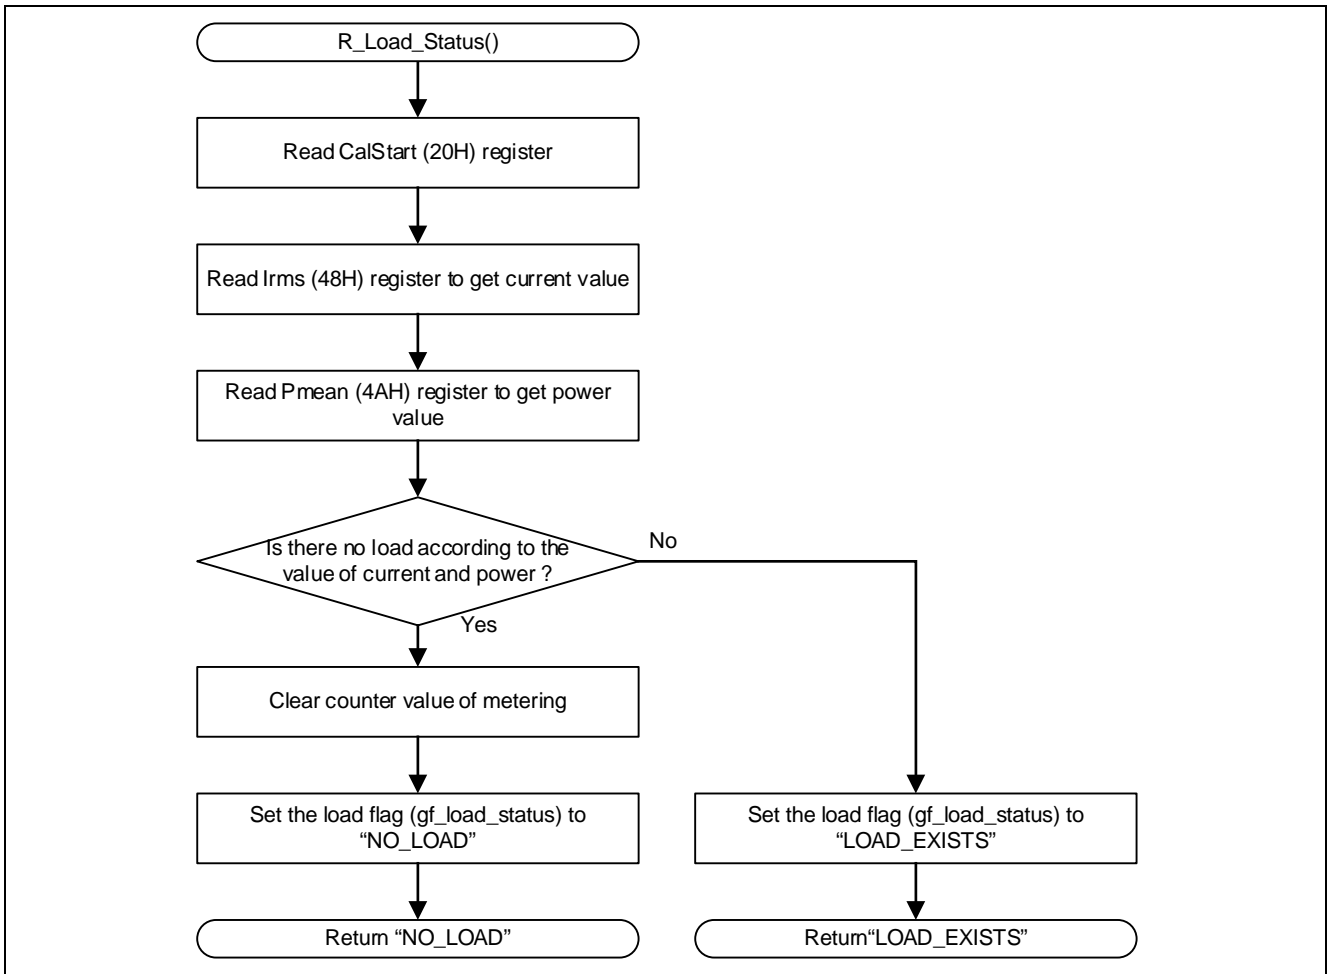 R_Load_Status()
Read CalStart (20H) register
Read Irms (48H) register to get current value
Read Pmean (4AH) register to get power
value
Is there no load according to the
value of current and power ?
No
Yes
Clear counter value of metering
Set the load flag (gf_load_status) to
“NO_LOAD”
Set the load flag (gf_load_status) to
“LOAD_EXISTS”
Return “NO_LOAD”
Return“LOAD_EXISTS”